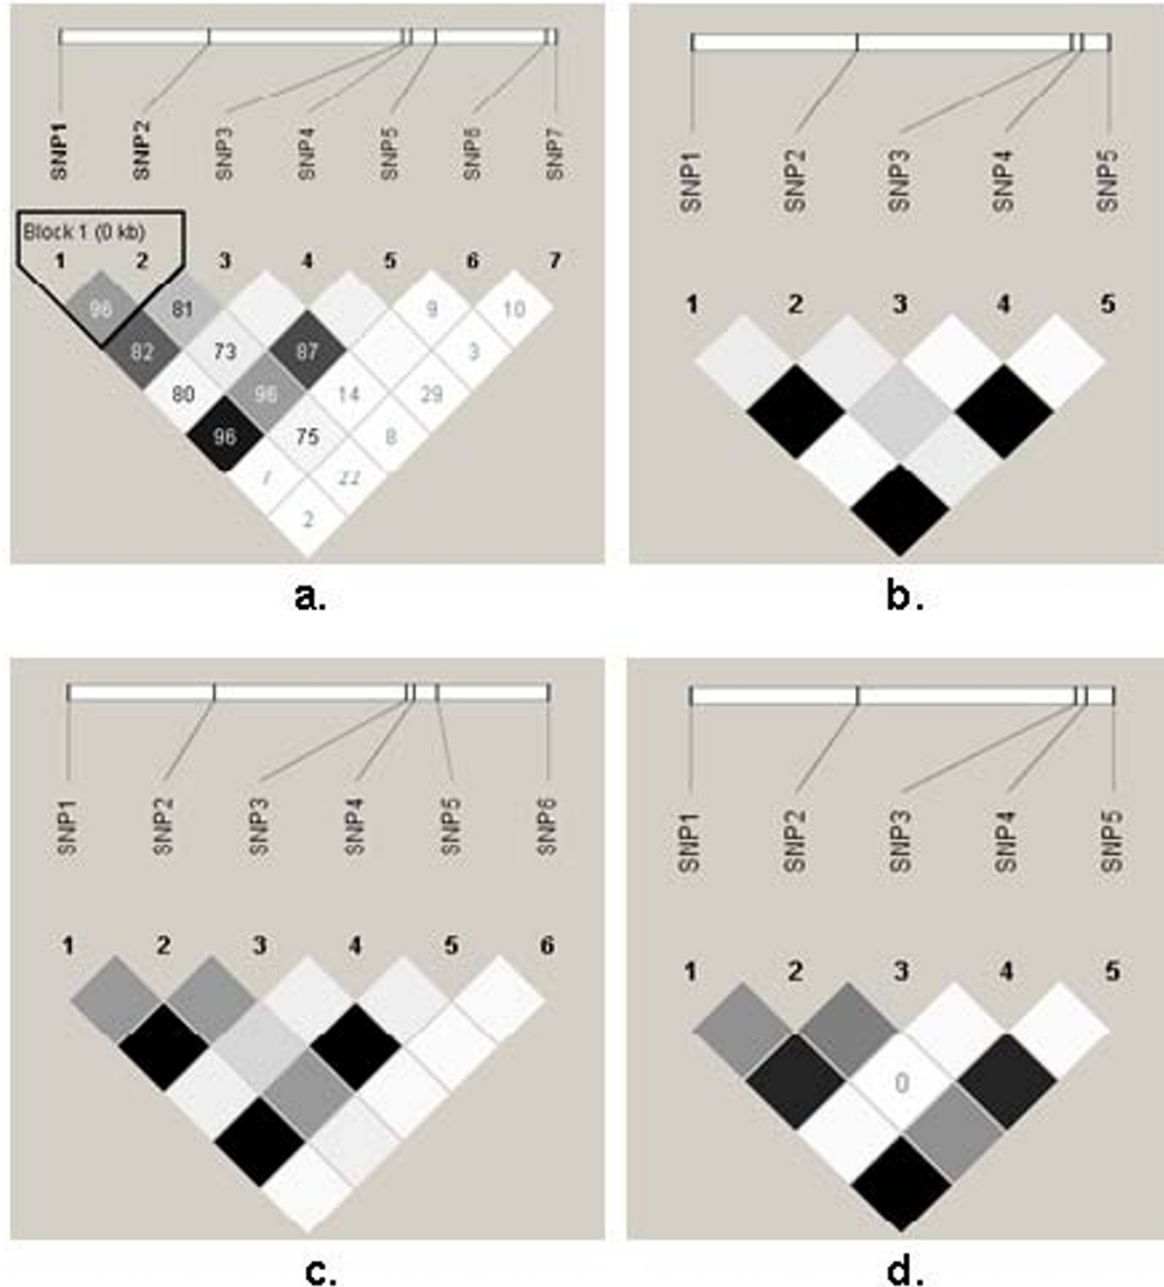 SNP1 SNP2 SNP3 SNP4 SNP5 SNP6 SNP7
Block 1 (0 kb)
1 2 3 4 5 6 7
96 81 9 10
82 73 87 3
80 96 14 29
96 75 8
7 22
2
a.
SNP1 SNP2 SNP3 SNP4 SNP5
1 2 3 4 5
b.
SNP1 SNP2 SNP3 SNP4 SNP5 SNP6
1 2 3 4 5 6
c.
SNP1 SNP2 SNP3 SNP4 SNP5
1 2 3 4 5
0
d.